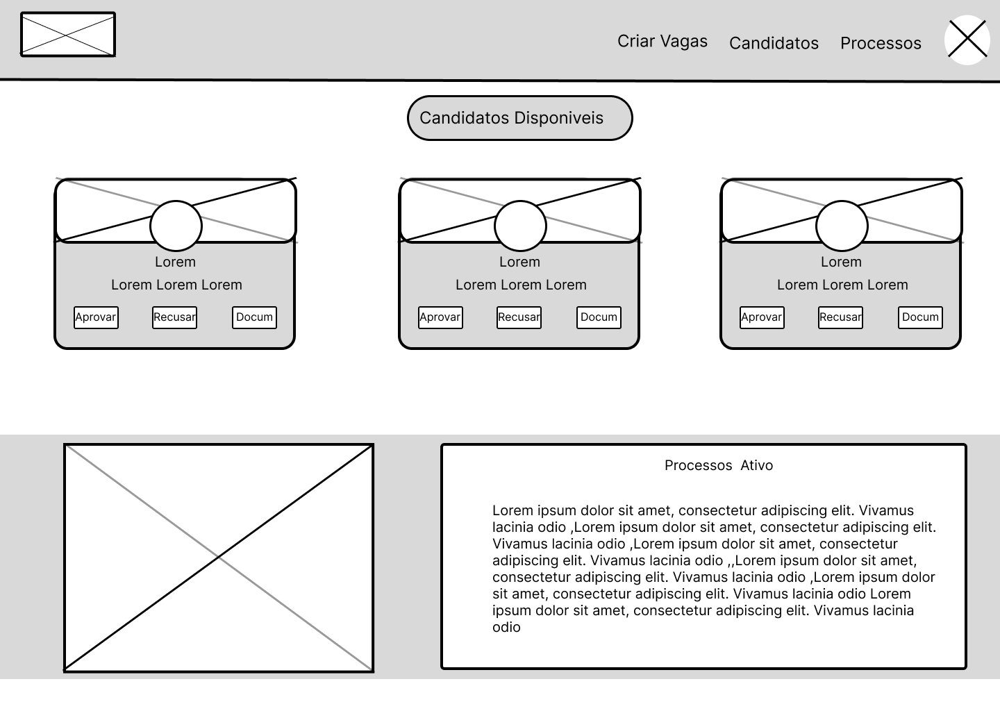 Criar Vagas
Candidatos
Processos
Candidatos Disponiveis
Lorem
Lorem Lorem Lorem
Aprovar
Recusar
Docum
Lorem
Lorem Lorem Lorem
Aprovar
Recusar
Docum
Lorem
Lorem Lorem Lorem
Aprovar
Recusar
Docum
Processos  Ativo
Lorem ipsum dolor sit amet, consectetur adipiscing elit. Vivamus
lacinia odio ,Lorem ipsum dolor sit amet, consectetur adipiscing elit.
Vivamus lacinia odio ,Lorem ipsum dolor sit amet, consectetur
adipiscing elit. Vivamus lacinia odio ,,Lorem ipsum dolor sit amet,
consectetur adipiscing elit. Vivamus lacinia odio ,Lorem ipsum dolor
sit amet, consectetur adipiscing elit. Vivamus lacinia odio Lorem
ipsum dolor sit amet, consectetur adipiscing elit. Vivamus lacinia
odio